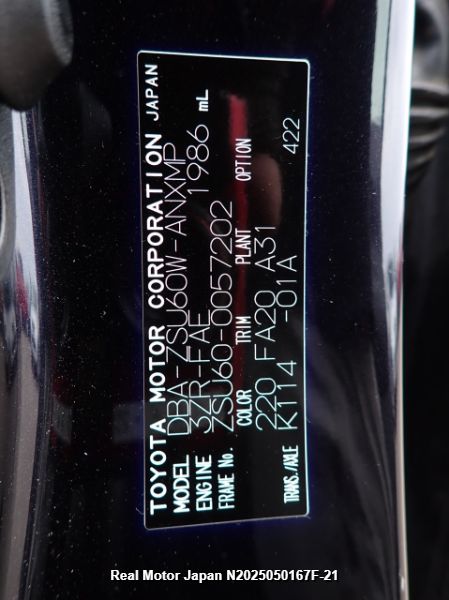 TOYOTA MOTOR CORPORATION JAPAN
MODEL DBA-ZSU60W-ANXMP
ENGINE 3ZR-FAE 1986 mL
FRAME No. ZSU60-0057202
COLOR TRIM PLANT OPTION
220 FA20 A31
TRANS./AXLE K114 -01A 422
Real Motor Japan N2025050167F-21